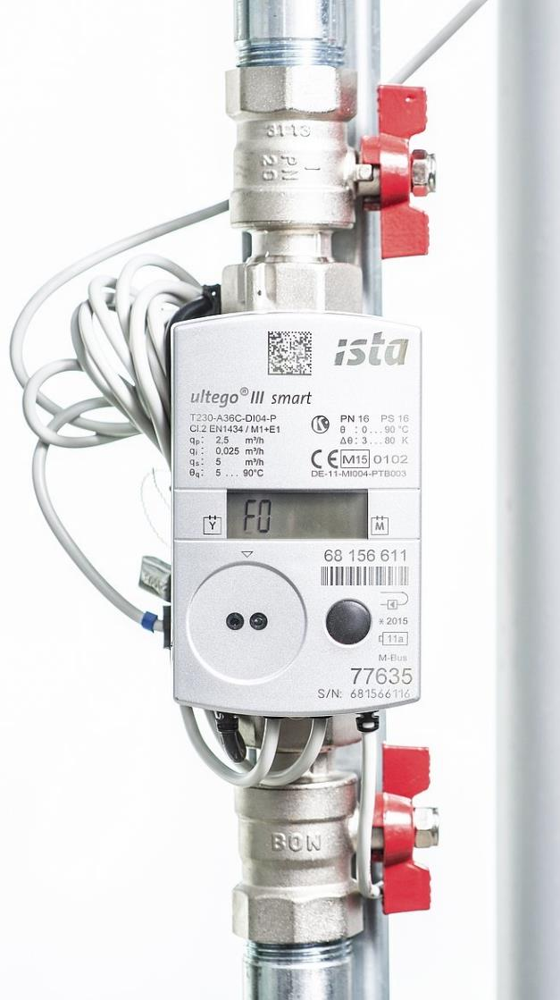 3113
PN
20
ista
ultego® III smart
T230-A36C-DI04-P
Cl.2 EN1434 / M1+E1
qp: 2,5 m³/h
qi: 0,025 m³/h
qs: 5 m³/h
θq: 5 ... 90°C
PN 16 PS 16
θ : 0 ... 90 °C
Δθ : 3 ... 80 K
CE M15 0102
DE-11-MI004-PTB003
Y
F0
M
68 156 611
* 2015
11a
M-Bus
77635
S/N: 681566116
BON